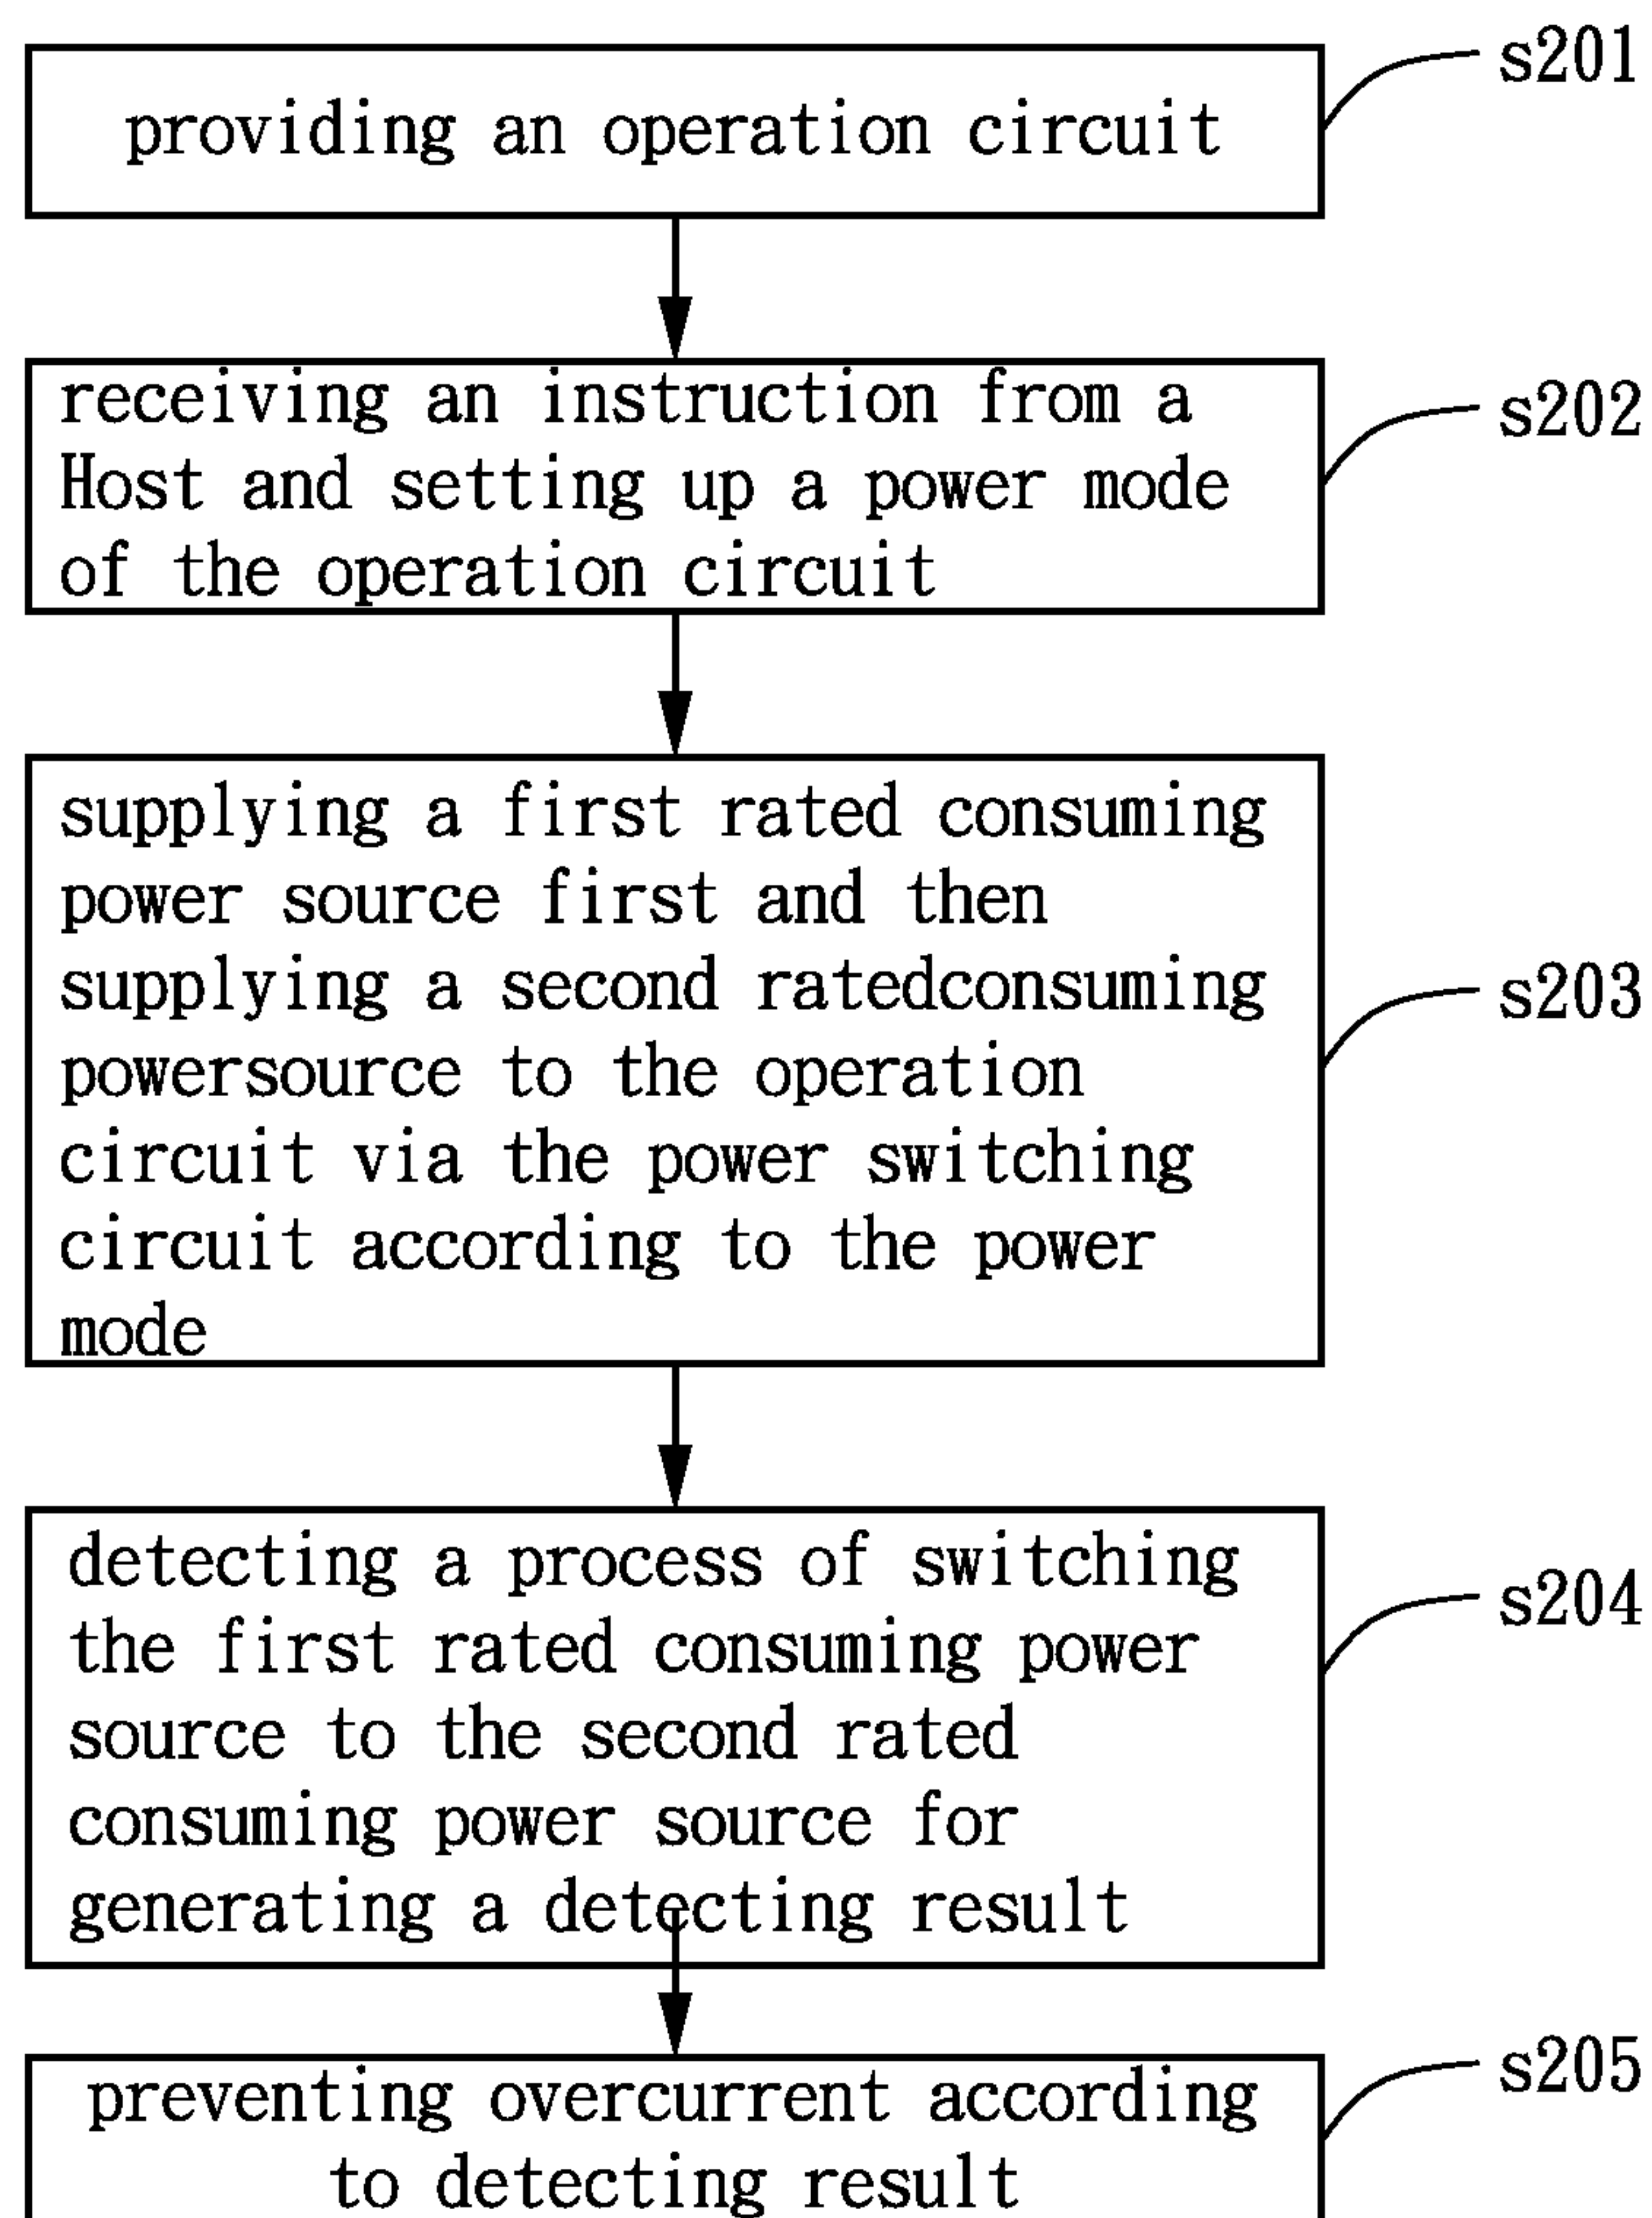 s201
providing an operation circuit
receiving an instruction from a
Host and setting up a power mode
of the operation circuit
s202
supplying a first rated consuming
power source first and then
supplying a second ratedconsuming
powersource to the operation
circuit via the power switching
circuit according to the power
mode
s203
detecting a process of switching
the first rated consuming power
source to the second rated
consuming power source for
generating a detecting result
s204
s205
preventing overcurrent according
to detecting result